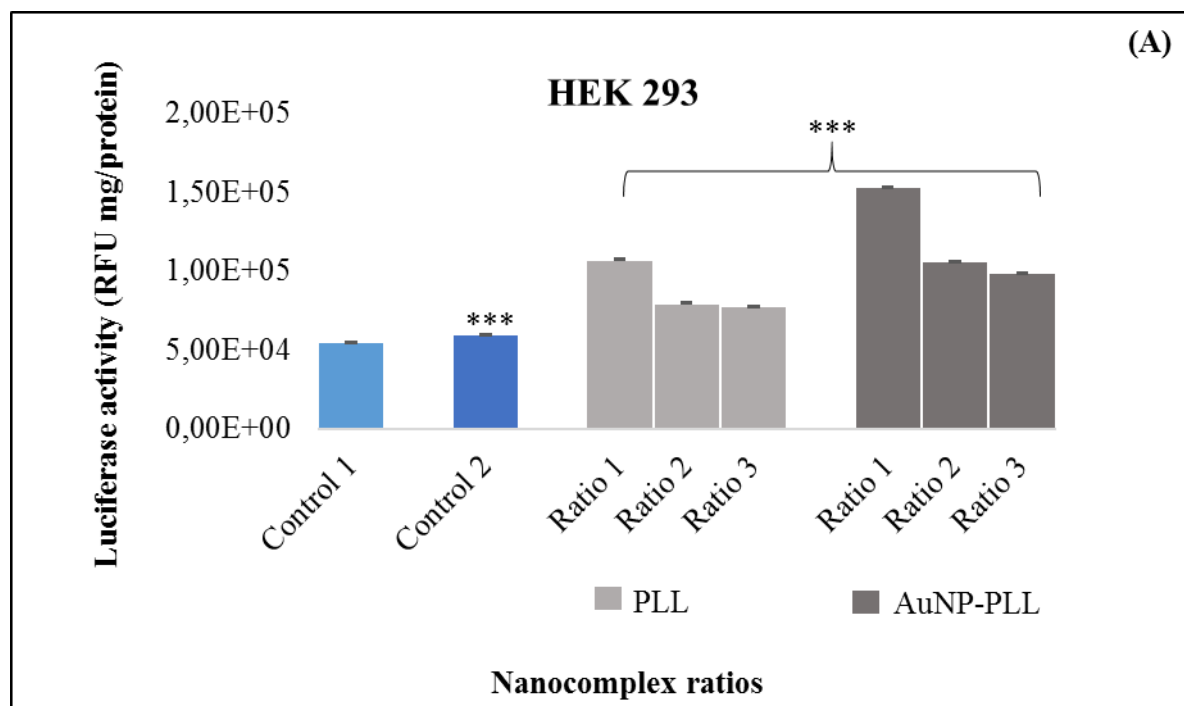 (A)
HEK 293
Luciferase activity (RFU mg/protein)
2,00E+05
1,50E+05
1,00E+05
5,00E+04
0,00E+00
***
***
Control 1
Control 2
Ratio 1
Ratio 2
Ratio 3
Ratio 1
Ratio 2
Ratio 3
PLL
AuNP-PLL
Nanocomplex ratios